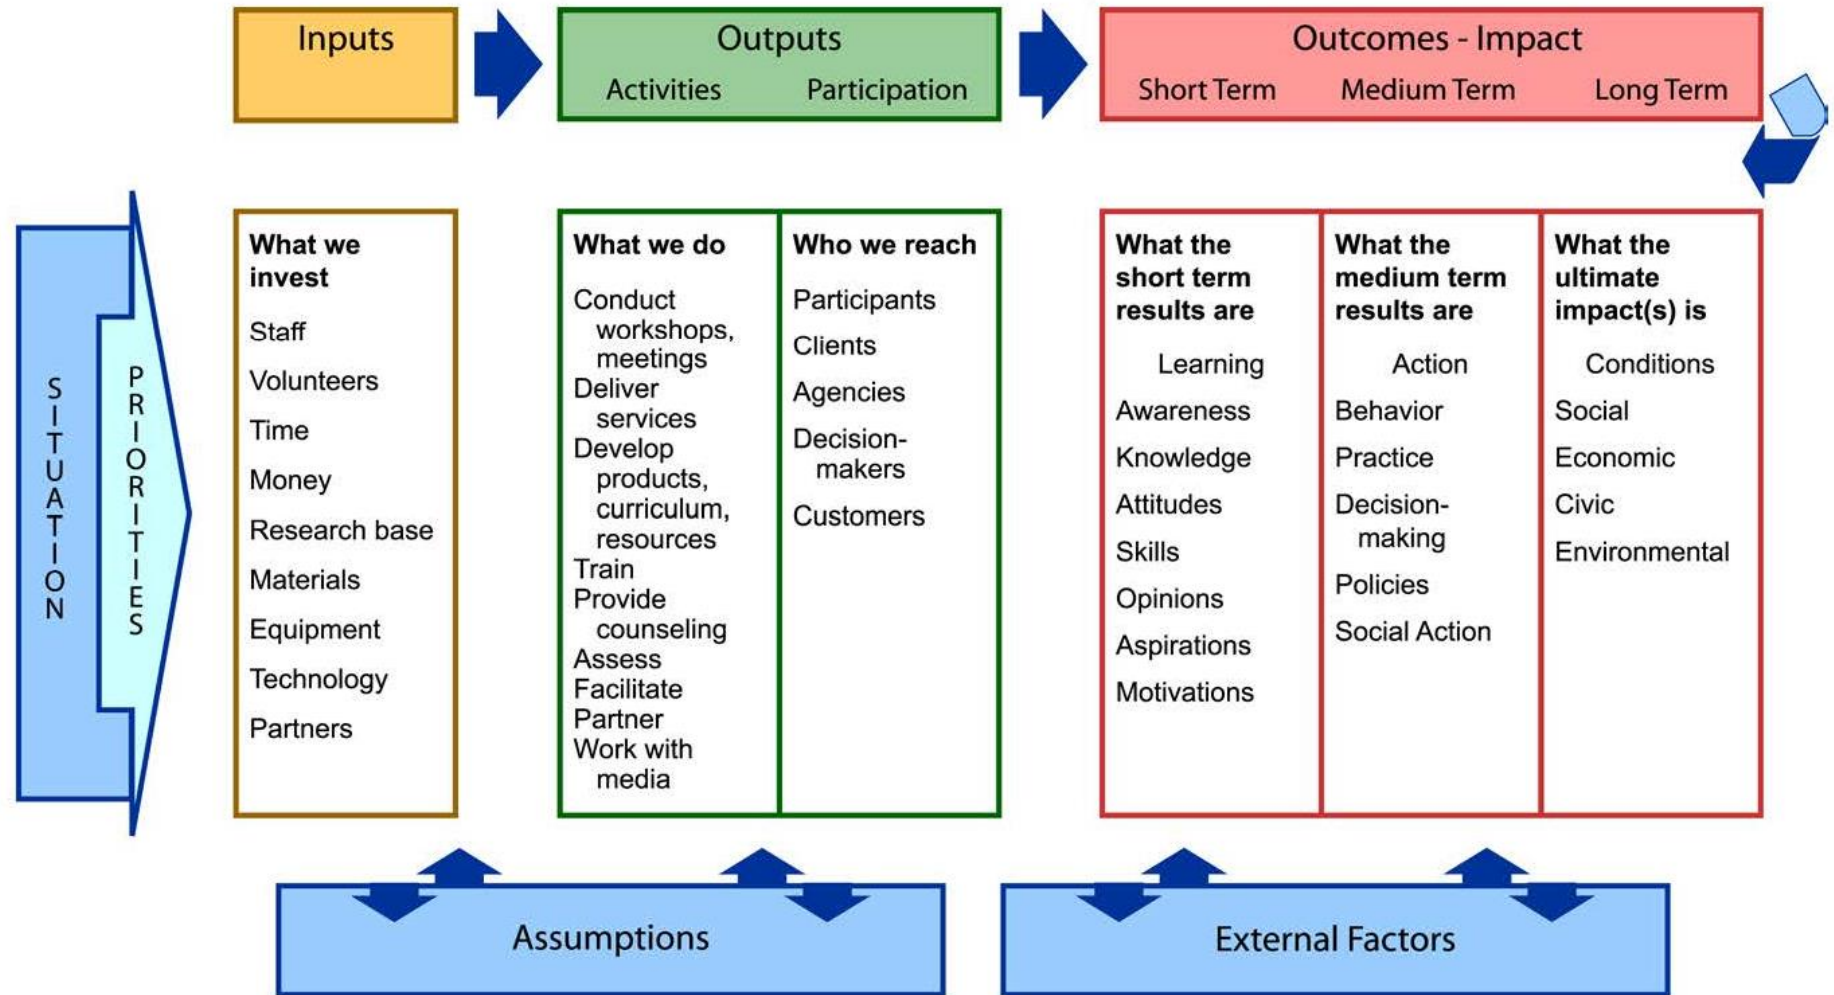 Inputs
Outputs
Activities Participation
Outcomes - Impact
Short Term Medium Term Long Term
SITUATION
PRIORITIES
What we
invest
Staff
Volunteers
Time
Money
Research base
Materials
Equipment
Technology
Partners
What we do
Conduct
workshops,
meetings
Deliver
services
Develop
products,
curriculum,
resources
Train
Provide
counseling
Assess
Facilitate
Partner
Work with
media
Who we reach
Participants
Clients
Agencies
Decision-
makers
Customers
What the
short term
results are
Learning
Awareness
Knowledge
Attitudes
Skills
Opinions
Aspirations
Motivations
What the
medium term
results are
Action
Behavior
Practice
Decision-
making
Policies
Social Action
What the
ultimate
impact(s) is
Conditions
Social
Economic
Civic
Environmental
Assumptions
External Factors